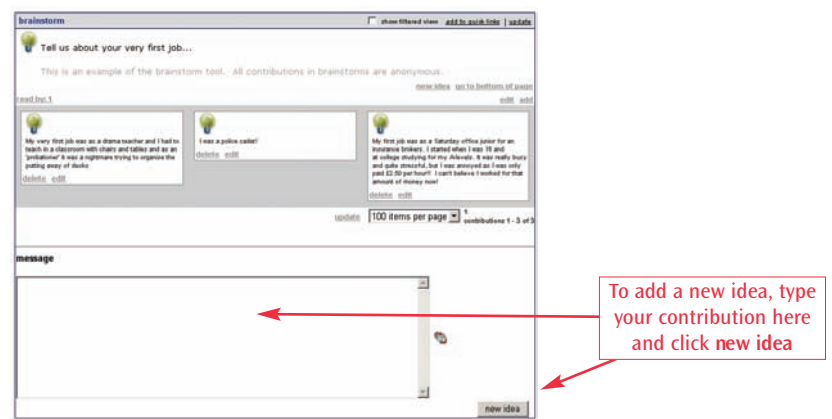 brainstorm
show filtered view add to quick links | update
Tell us about your very first job...
This is an example of the brainstorm tool. All contributions in brainstorms are anonymous.
new idea go to bottom of page
read by: 1
edit add
My very first job was as a drama teacher and I had to
teach in a classroom with chairs and tables and as an
'probationer' it was a nightmare trying to organise the
putting away of desks
delete edit
I was a police cadet!
delete edit
My first job was as a Saturday office junior for an
insurance brokers. I started when I was 16 and
at college studying for my Alevels. It was really busy
and quite stressful, but I was annoyed as I was only
paid £2.50 per hour!! I can't believe I worked for that
amount of money now!
delete edit
update 100 items per page 1
contributions 1 - 3 of 3
message
new idea
To add a new idea, type
your contribution here
and click new idea